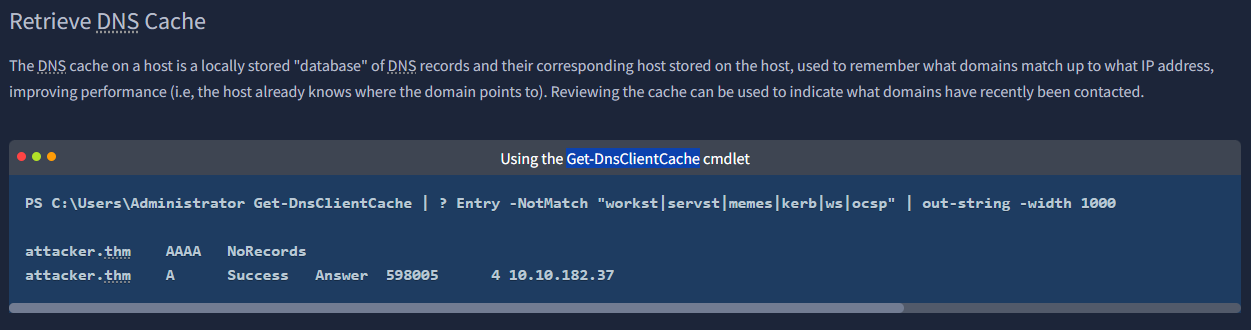 Retrieve DNS Cache
The DNS cache on a host is a locally stored "database" of DNS records and their corresponding host stored on the host, used to remember what domains match up to what IP address,
improving performance (i.e, the host already knows where the domain points to). Reviewing the cache can be used to indicate what domains have recently been contacted.
Using the Get-DnsClientCache cmdlet
PS C:\Users\Administrator Get-DnsClientCache | ? Entry -NotMatch "workst|servst|memes|kerb|ws|ocsp" | out-string -width 1000
attacker.thm AAAA NoRecords
attacker.thm A Success Answer 598005 4 10.10.182.37